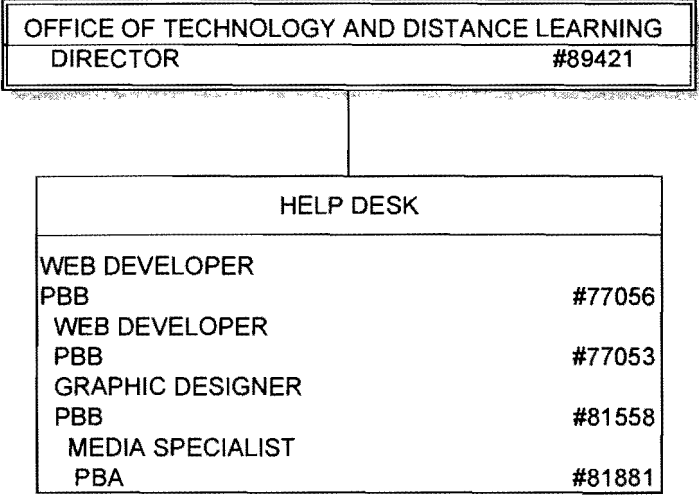 OFFICE OF TECHNOLOGY AND DISTANCE LEARNING
DIRECTOR #89421
HELP DESK
WEB DEVELOPER
PBB #77056
WEB DEVELOPER
PBB #77053
GRAPHIC DESIGNER
PBB #81558
MEDIA SPECIALIST
PBA #81881